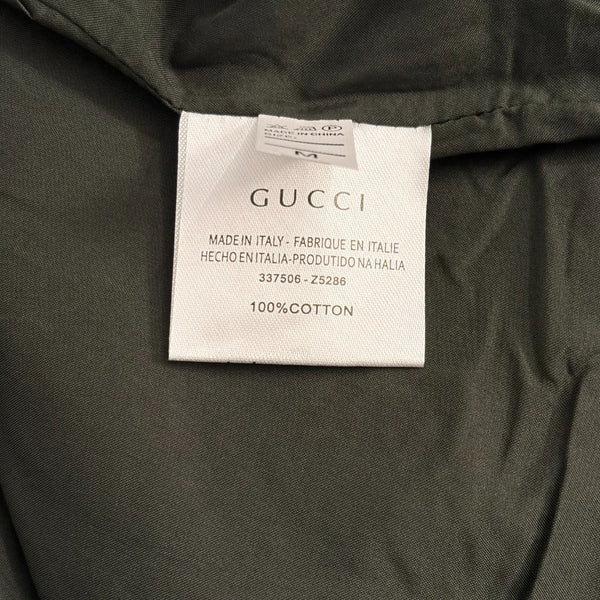 MADE IN CHINA
SIZE:
M
GUCCI
MADE IN ITALY - FABRIQUE EN ITALIE
HECHO EN ITALIA-PRODUTIDO NA HALIA
337506 - Z5286
100%COTTON